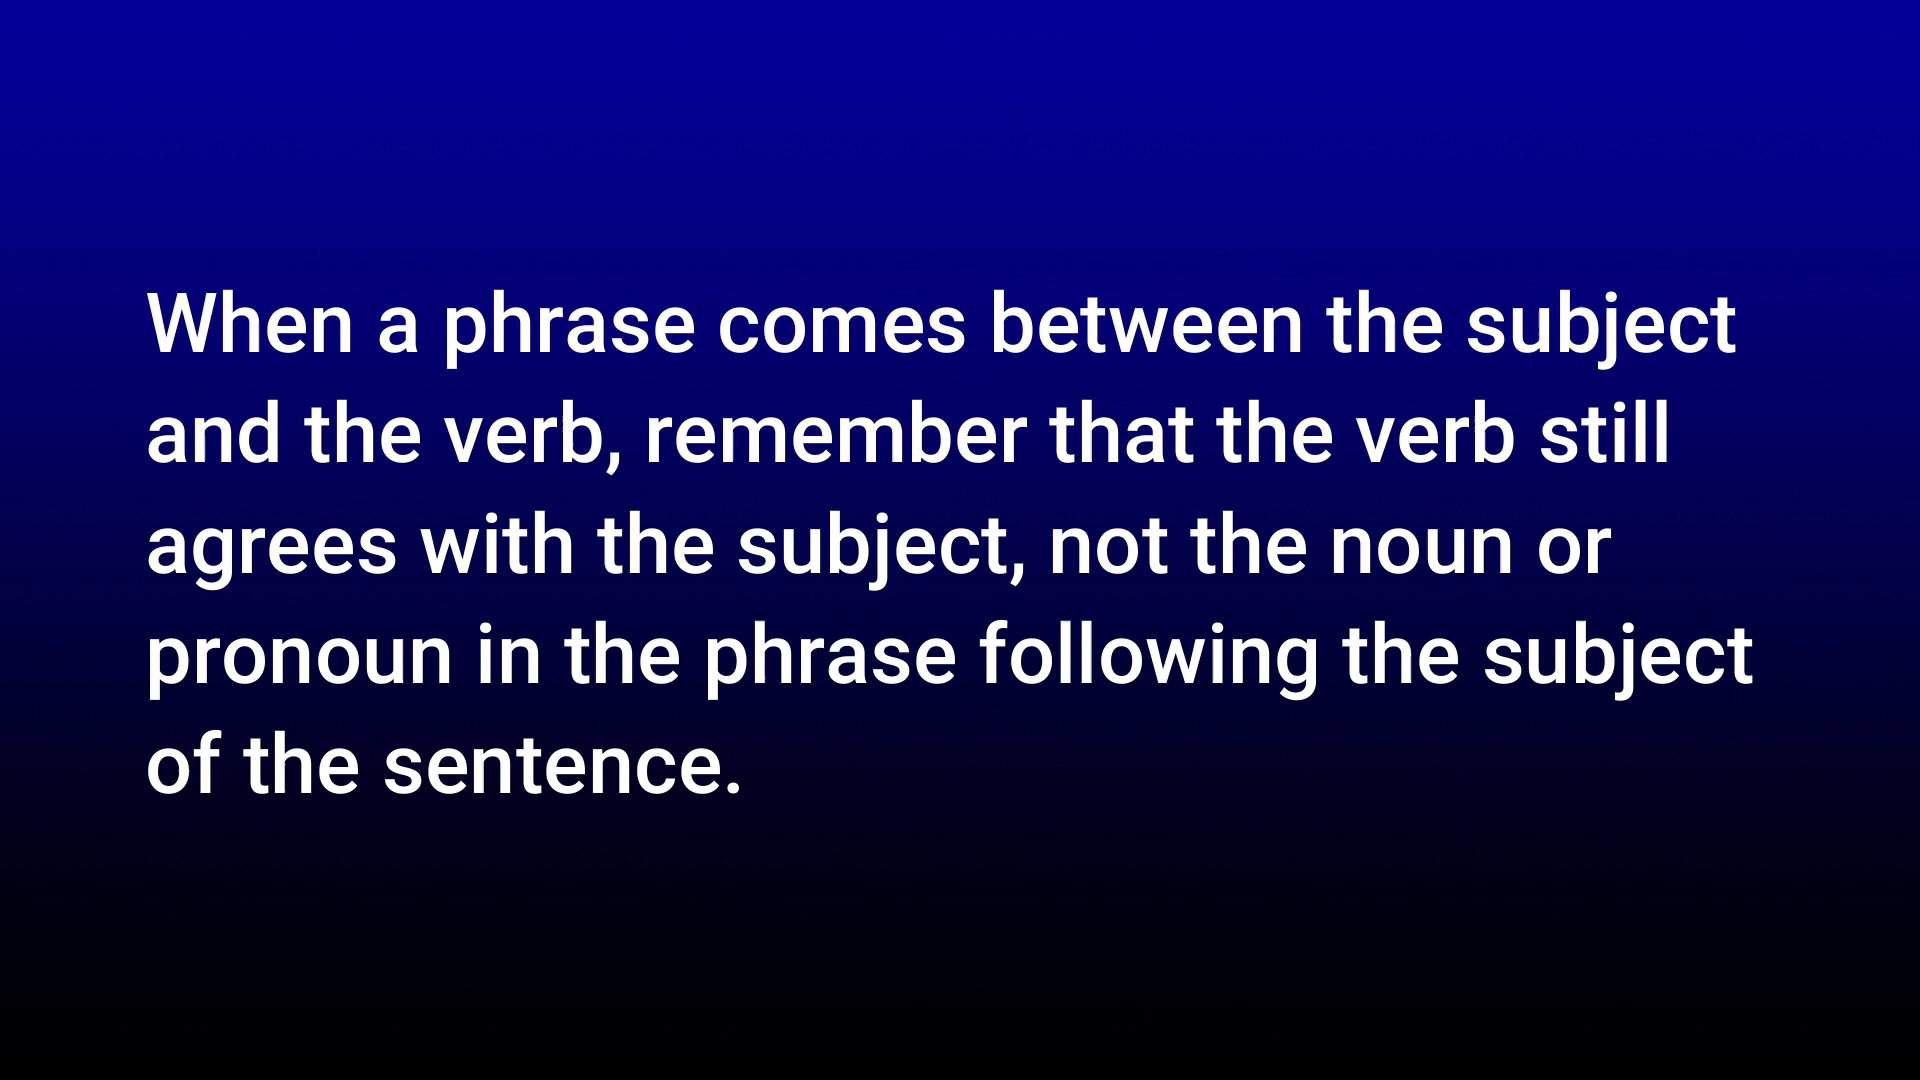 When a phrase comes between the subject
and the verb, remember that the verb still
agrees with the subject, not the noun or
pronoun in the phrase following the subject
of the sentence.